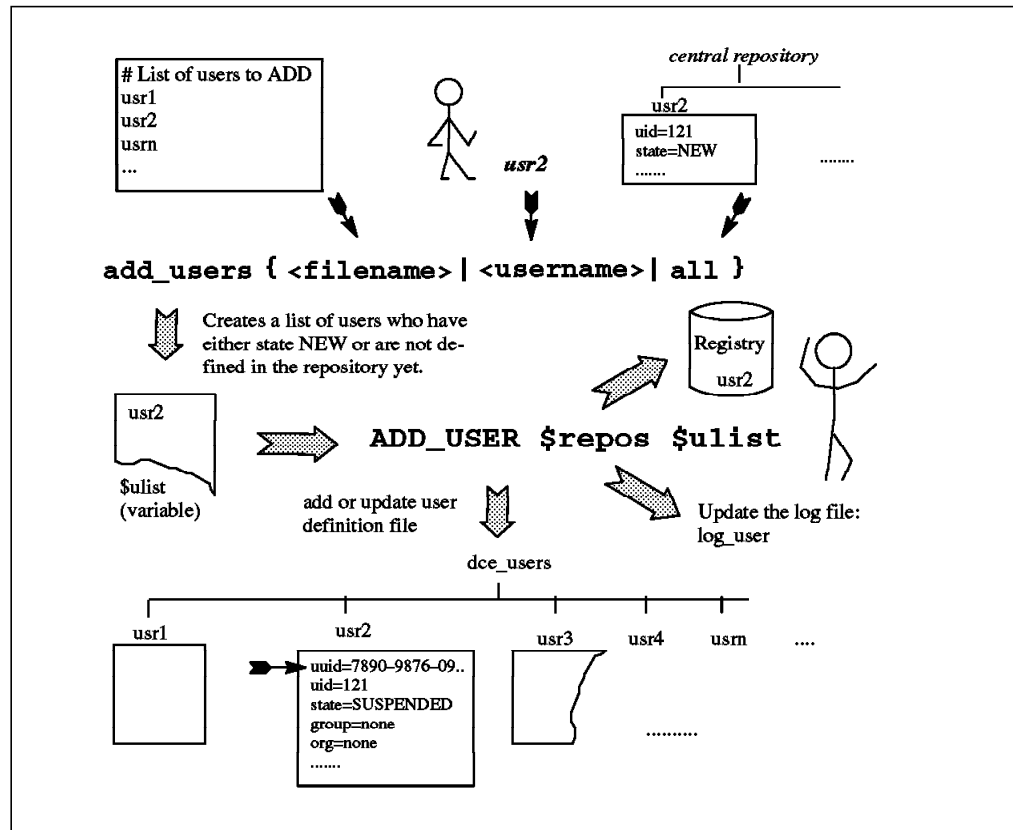 # List of users to ADD
usr1
usr2
usrn
...
usr2
central repository
usr2
uid=121
state=NEW
.......
........
add_users { <filename> | <username> | all }
Creates a list of users who have
either state NEW or are not de-
fined in the repository yet.
Registry
usr2
usr2
$ulist
(variable)
ADD_USER $repos $ulist
add or update user
definition file
Update the log file:
log_user
dce_users
usr1
usr2
usr3
usr4
usrn
....
uuid=7890–9876–09..
uid=121
state=SUSPENDED
group=none
org=none
.......
..........